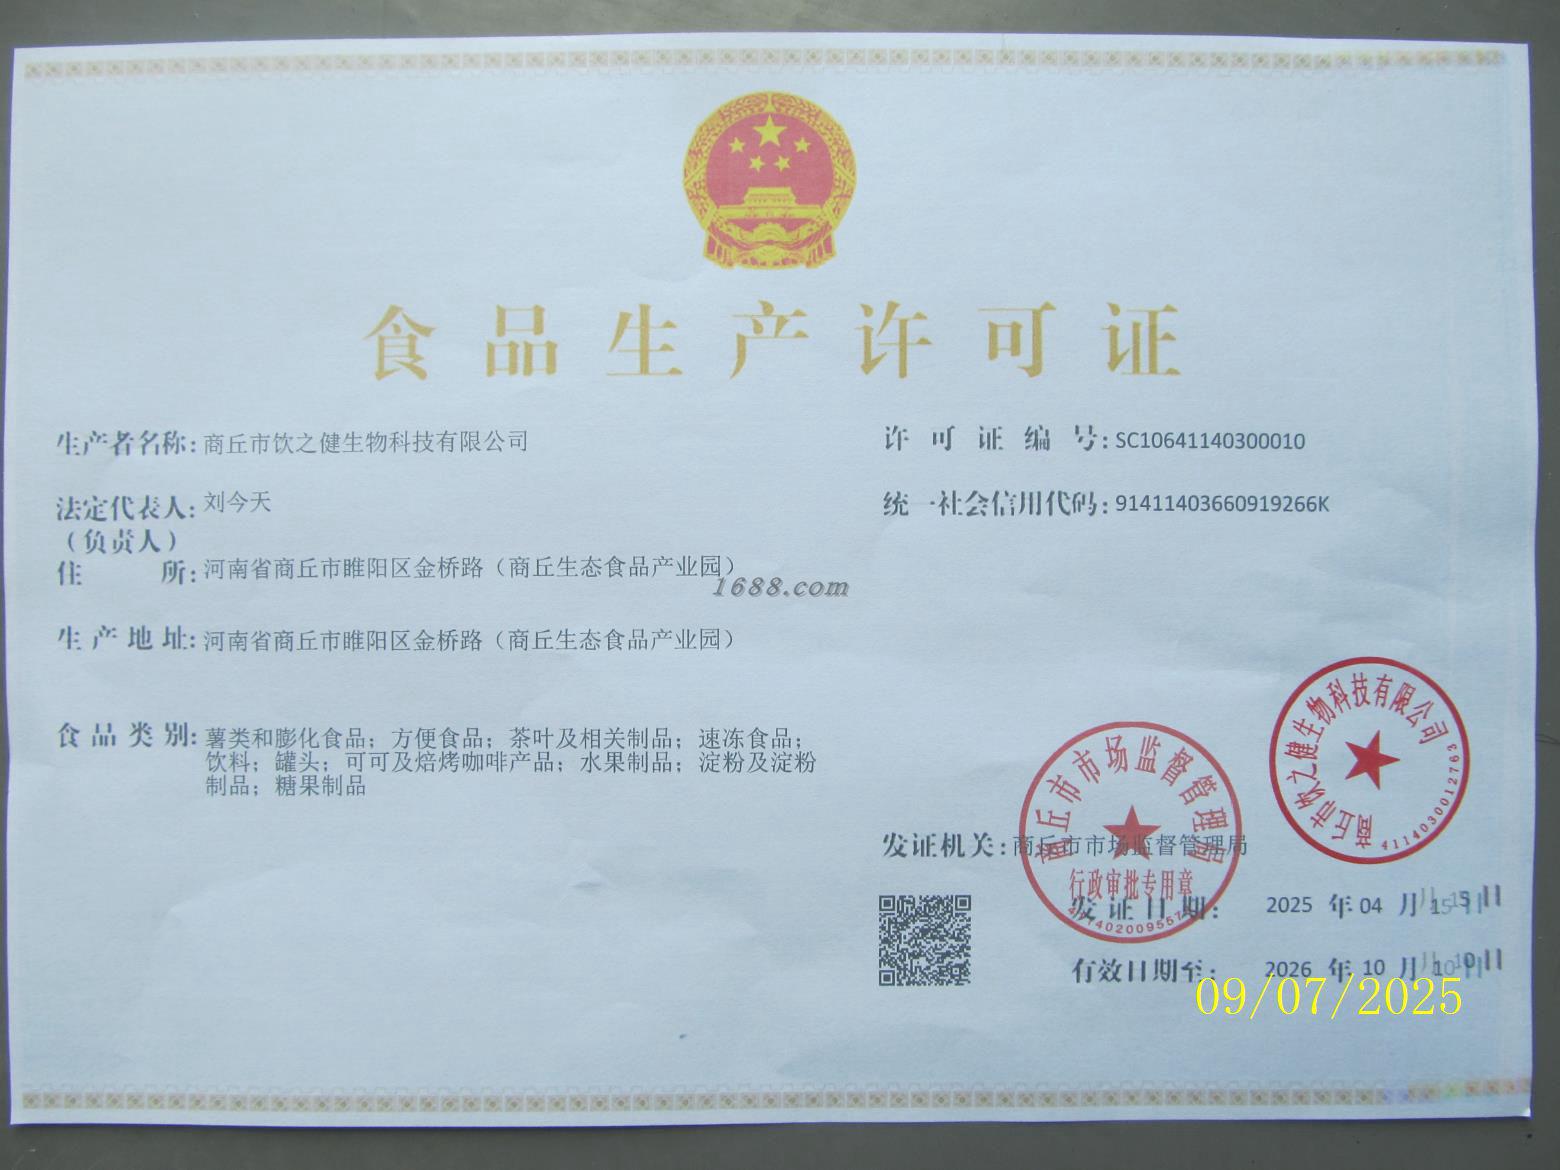 食品生产许可证
生产者名称: 商丘市饮之健生物科技有限公司
许可证编号: SC10641140300010
法定代表人: 刘今天
(负责人)
统一社会信用代码: 91411403660919266K
住所: 河南省商丘市睢阳区金桥路（商丘生态食品产业园）
1688.com
生产地址: 河南省商丘市睢阳区金桥路（商丘生态食品产业园）
食品类别: 薯类和膨化食品；方便食品；茶叶及相关制品；速冻食品；
饮料；罐头；可可及焙烤咖啡产品；水果制品；淀粉及淀粉
制品；糖果制品
商丘市饮之健生物科技有限公司
4114030012763
发证机关: 商丘市市场监督管理局
商丘市市场监督管理局
行政审批专用章
发证日期: 2025 年 04 月 15 日
有效日期至: 2026 年 10 月 10 日
09/07/2025